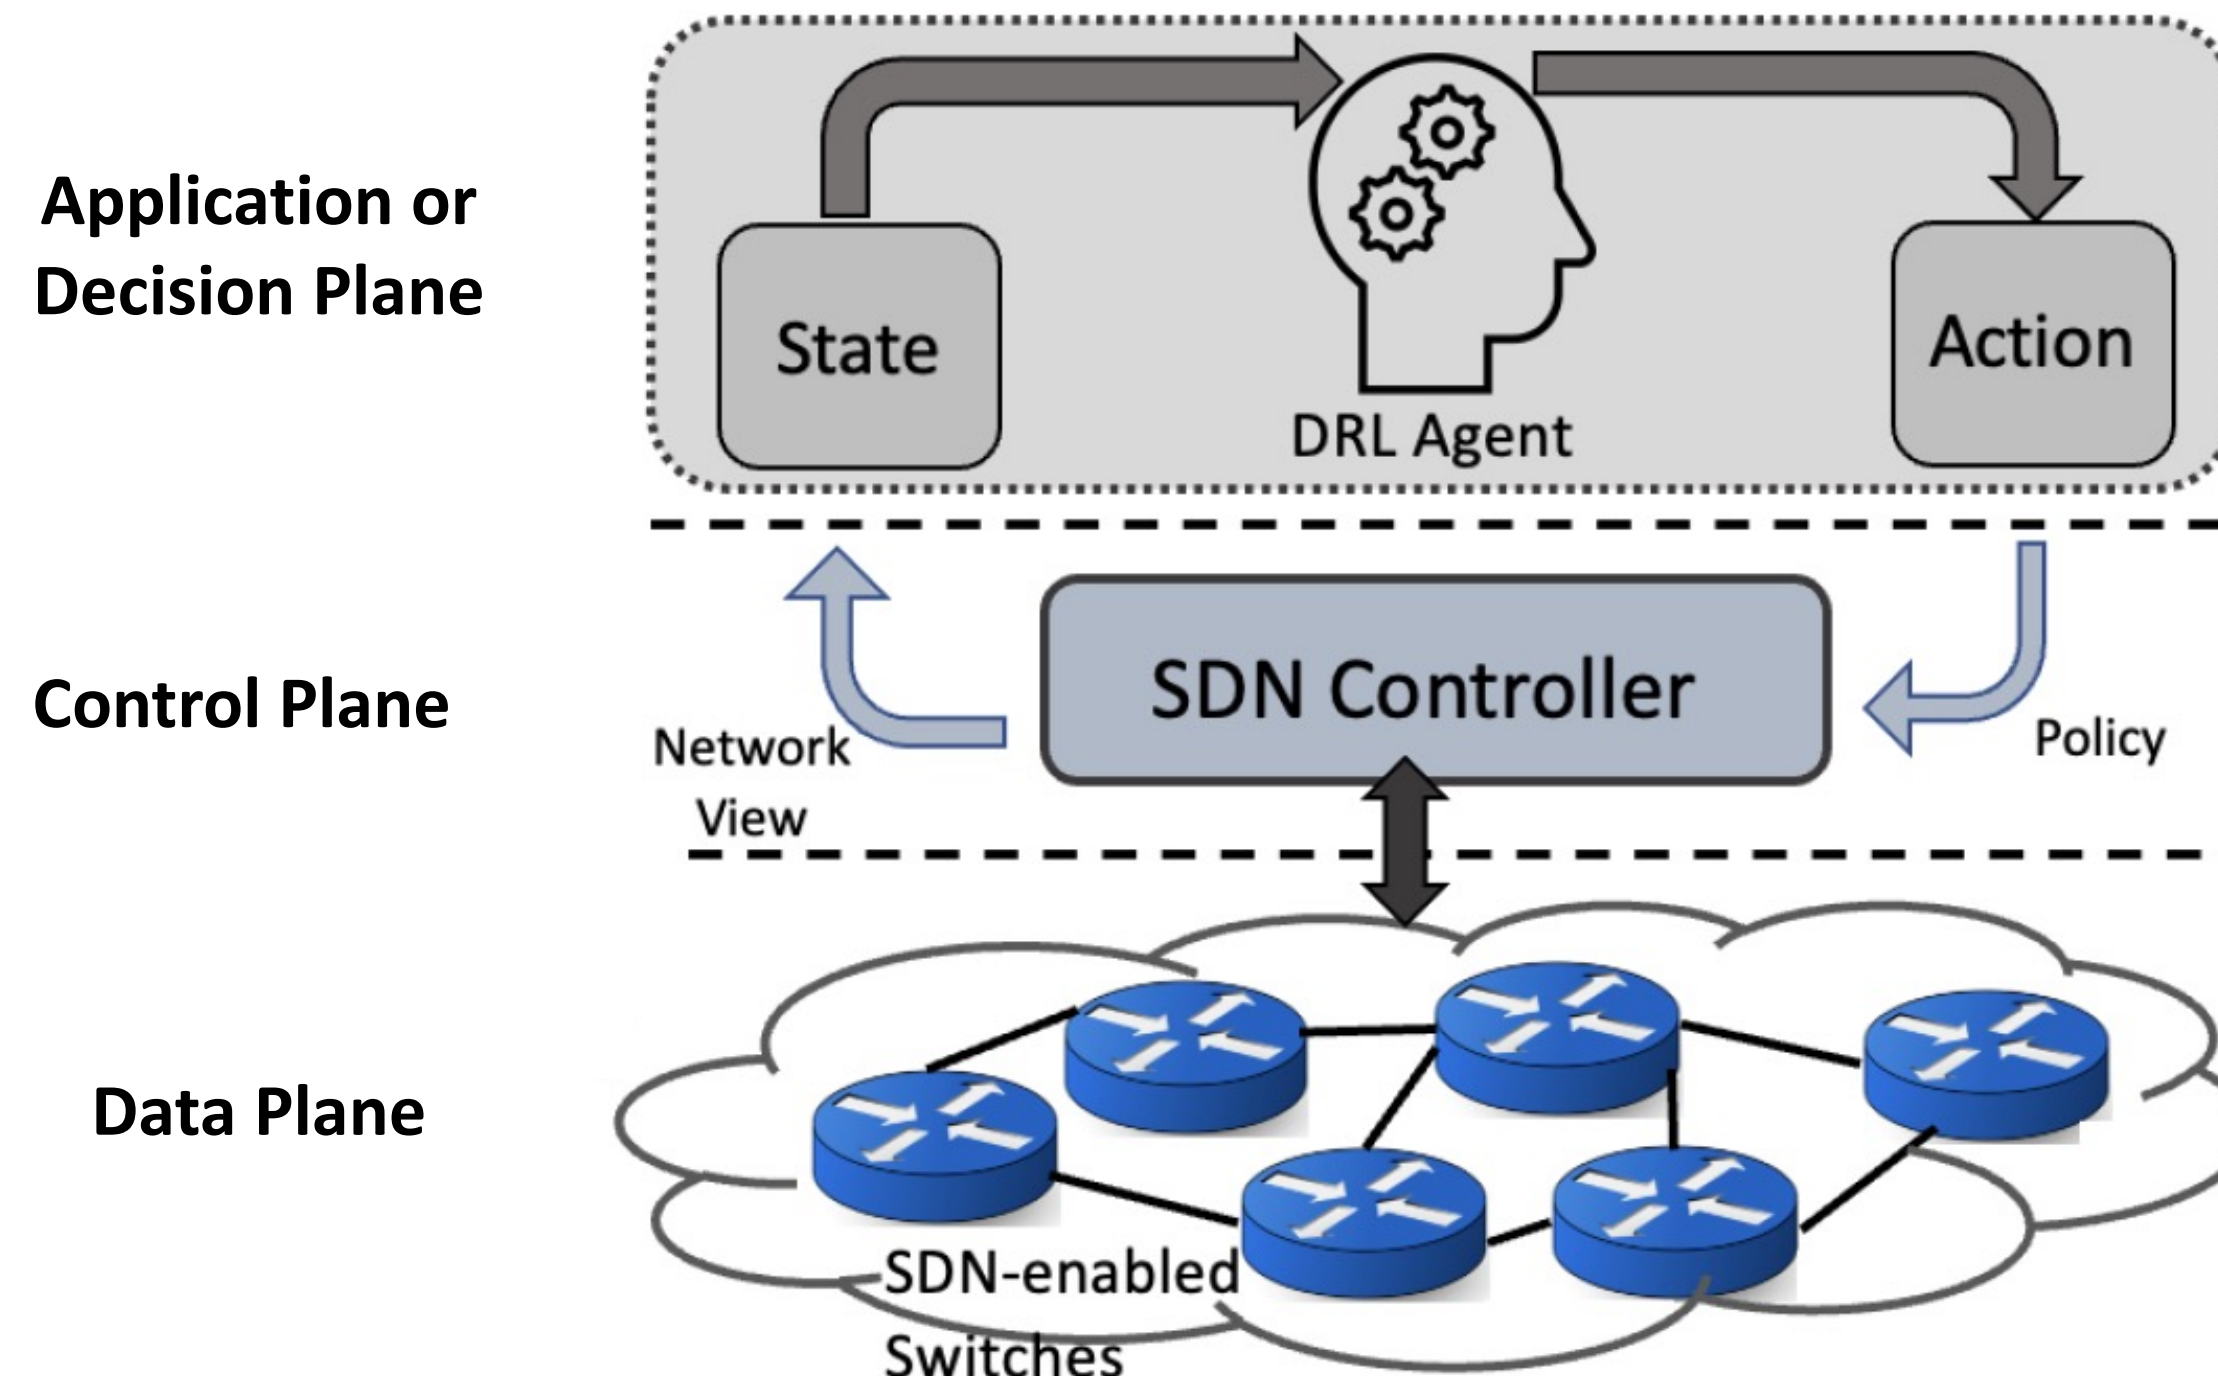 Application or
Decision Plane
State
DRL Agent
Action
Control Plane
Network
View
SDN Controller
Policy
Data Plane
SDN-enabled
Switches